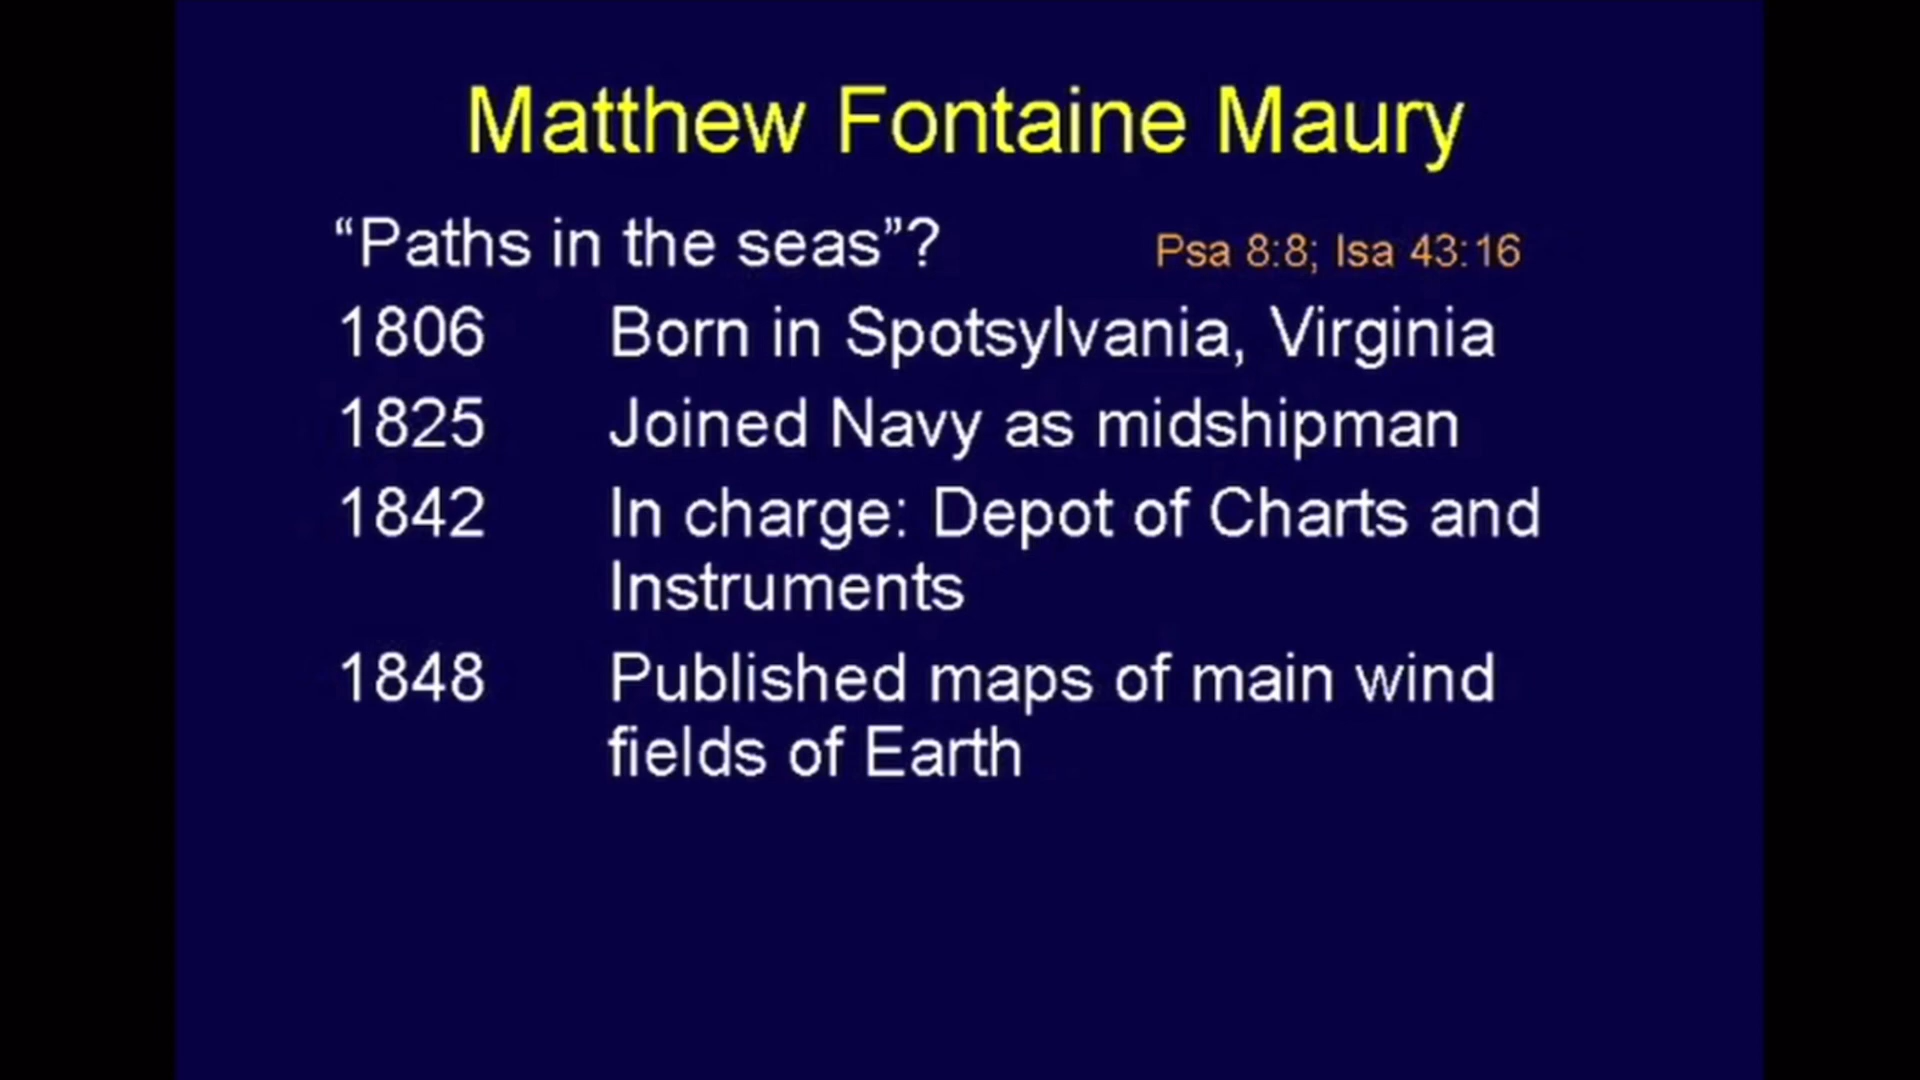 Matthew Fontaine Maury
“Paths in the seas”? Psa 8:8; Isa 43:16
1806 Born in Spotsylvania, Virginia
1825 Joined Navy as midshipman
1842 In charge: Depot of Charts and
Instruments
1848 Published maps of main wind
fields of Earth